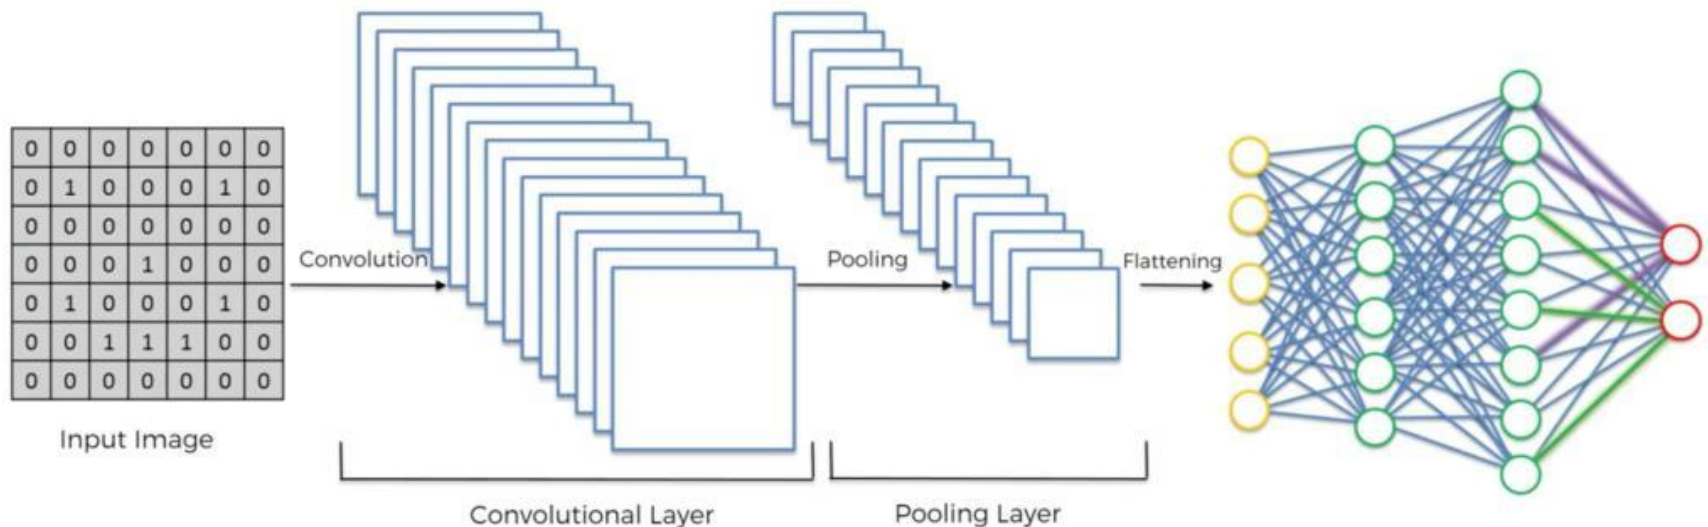 0 0 0 0 0 0 0
0 1 0 0 0 1 0
0 0 0 0 0 0 0
0 0 0 1 0 0 0
0 1 0 0 0 1 0
0 0 1 1 1 0 0
0 0 0 0 0 0 0
Input Image
Convolution
Convolutional Layer
Pooling
Pooling Layer
Flattening